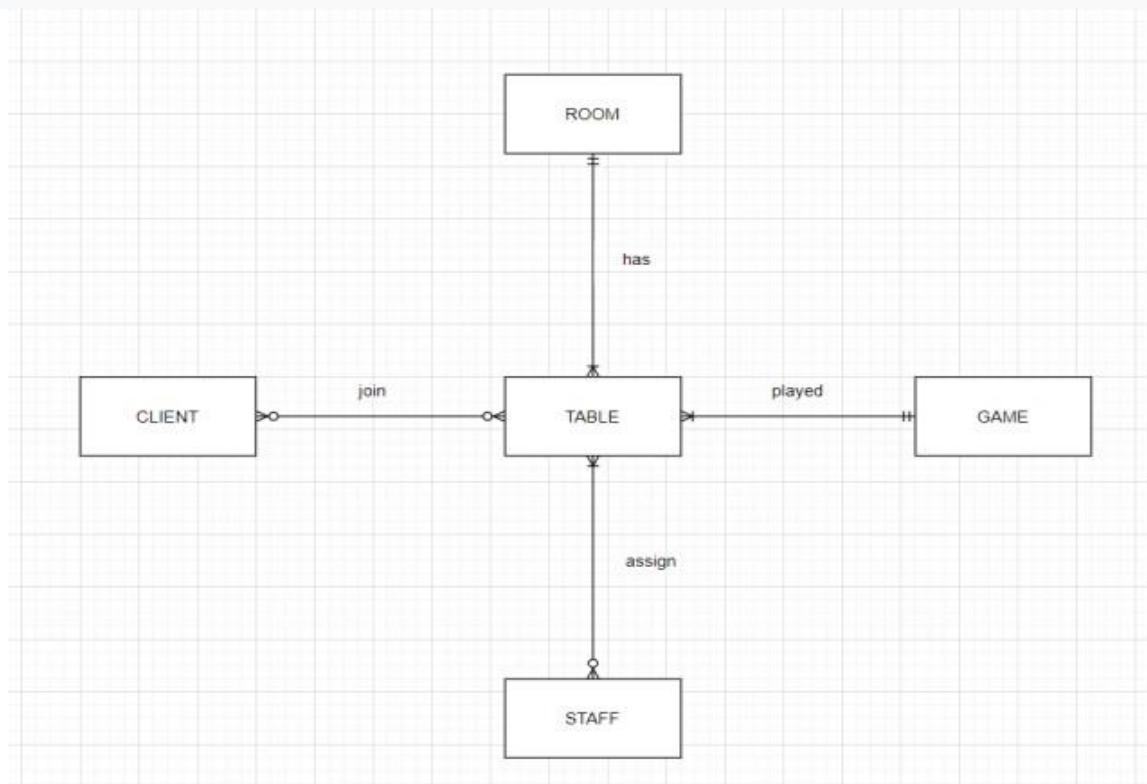 ROOM
has
join
played
CLIENT
TABLE
GAME
assign
STAFF